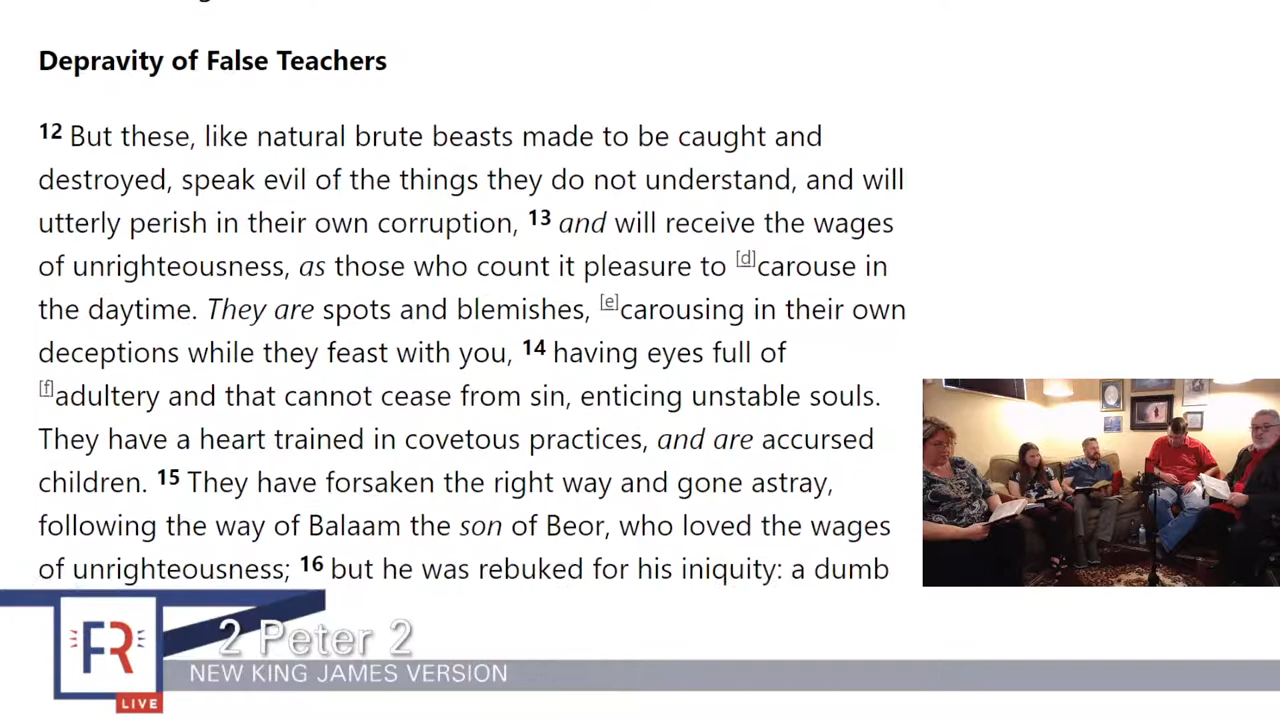 Depravity of False Teachers
12 But these, like natural brute beasts made to be caught and
destroyed, speak evil of the things they do not understand, and will
utterly perish in their own corruption, 13 and will receive the wages
of unrighteousness, as those who count it pleasure to [d]carouse in
the daytime. They are spots and blemishes, [e]carousing in their own
deceptions while they feast with you, 14 having eyes full of
[f]adultery and that cannot cease from sin, enticing unstable souls.
They have a heart trained in covetous practices, and are accursed
children. 15 They have forsaken the right way and gone astray,
following the way of Balaam the son of Beor, who loved the wages
of unrighteousness; 16 but he was rebuked for his iniquity: a dumb
2 Peter 2
NEW KING JAMES VERSION
FR
LIVE